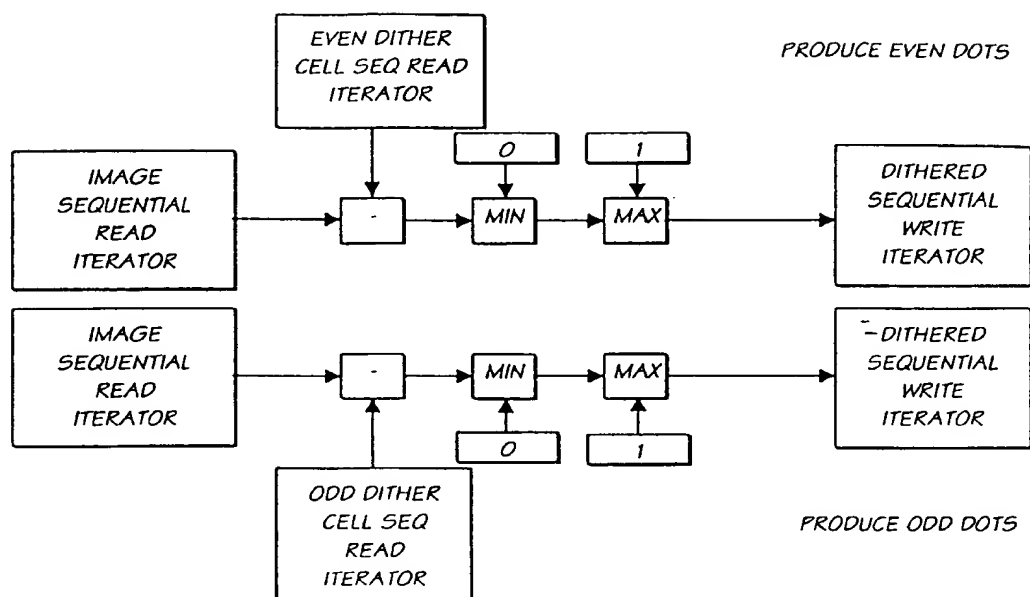 EVEN DITHER
CELL SEQ READ
ITERATOR
PRODUCE EVEN DOTS
0
1
IMAGE
SEQUENTIAL
READ
ITERATOR
-
MIN
MAX
DITHERED
SEQUENTIAL
WRITE
ITERATOR
IMAGE
SEQUENTIAL
READ
ITERATOR
-
MIN
MAX
DITHERED
SEQUENTIAL
WRITE
ITERATOR
0
1
ODD DITHER
CELL SEQ
READ
ITERATOR
PRODUCE ODD DOTS